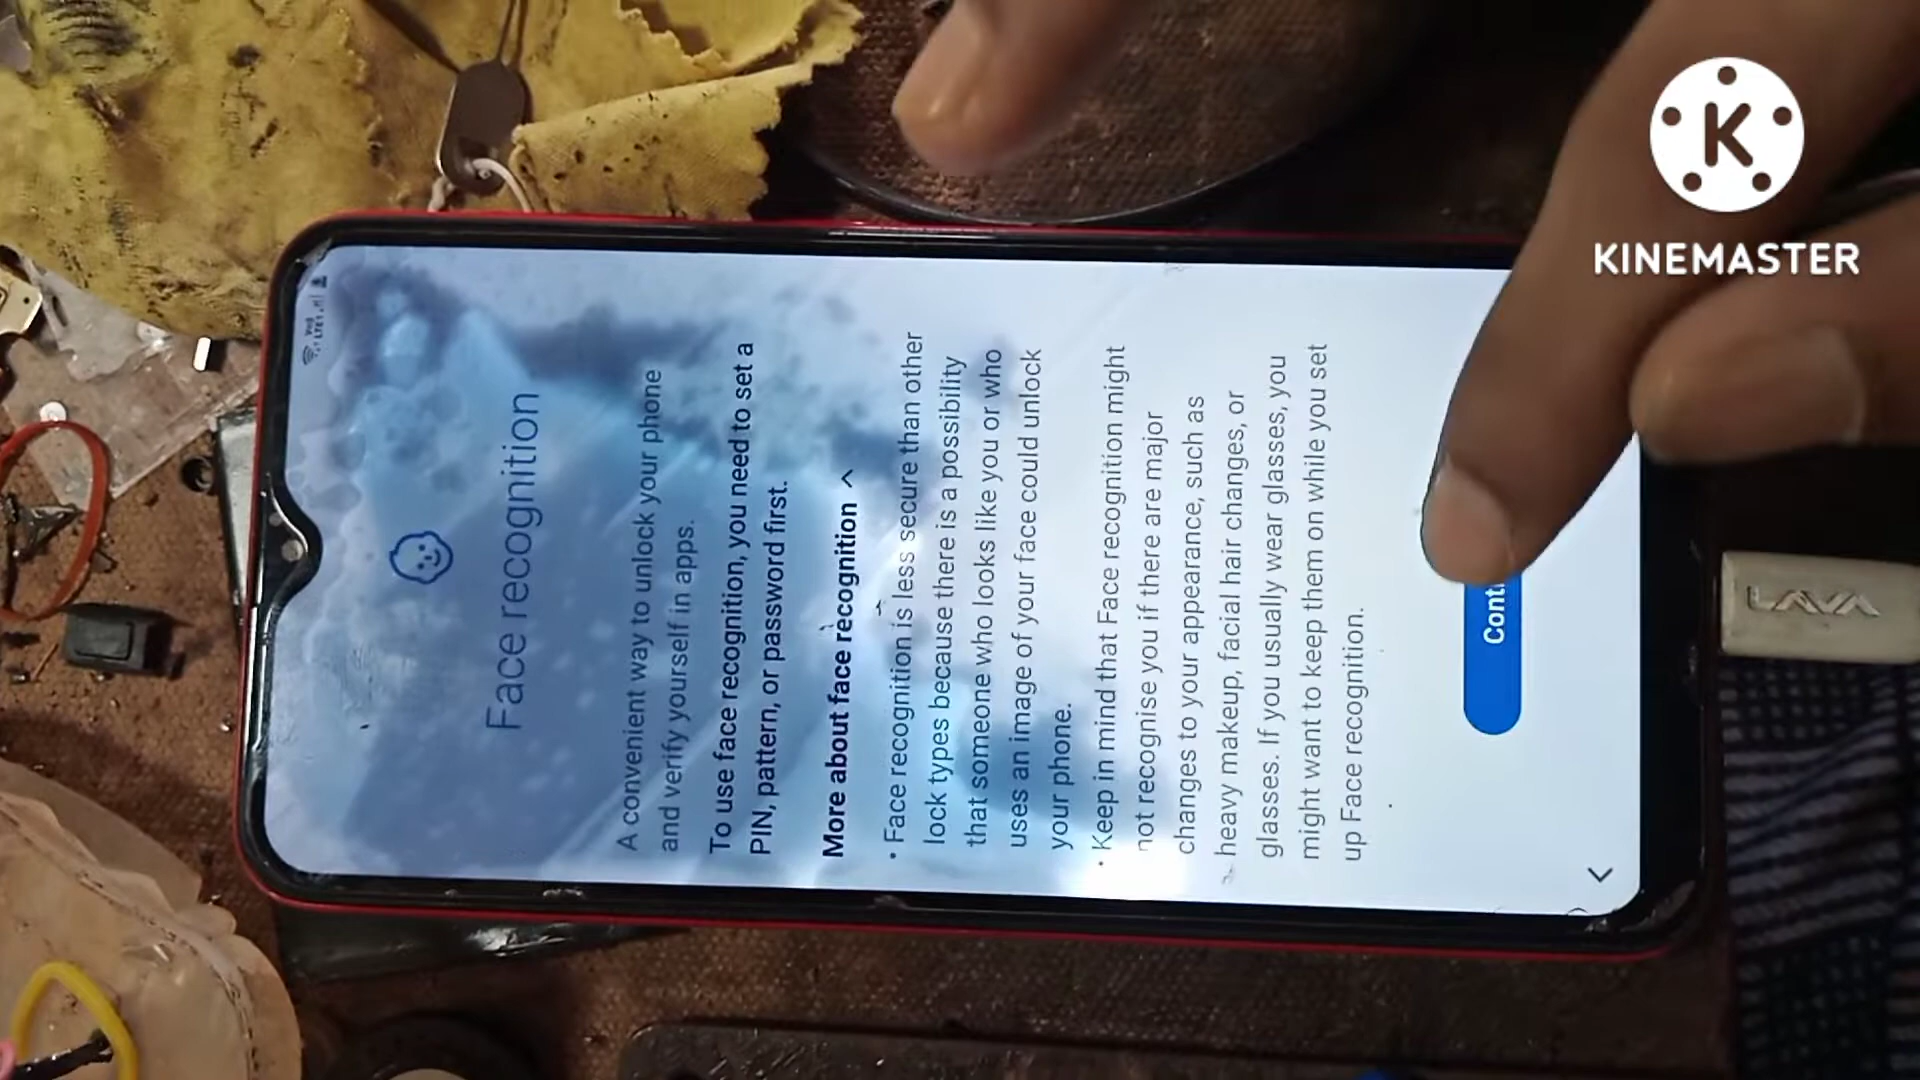 Face recognition
A convenient way to unlock your phone
and verify yourself in apps.
To use face recognition, you need to set a
PIN, pattern, or password first.
More about face recognition
• Face recognition is less secure than other
lock types because there is a possibility
that someone who looks like you or who
uses an image of your face could unlock
your phone.
• Keep in mind that Face recognition might
not recognise you if there are major
changes to your appearance, such as
heavy makeup, facial hair changes, or
glasses. If you usually wear glasses, you
might want to keep them on while you set
up Face recognition.
Cont
LAVA
K
KINEMASTER